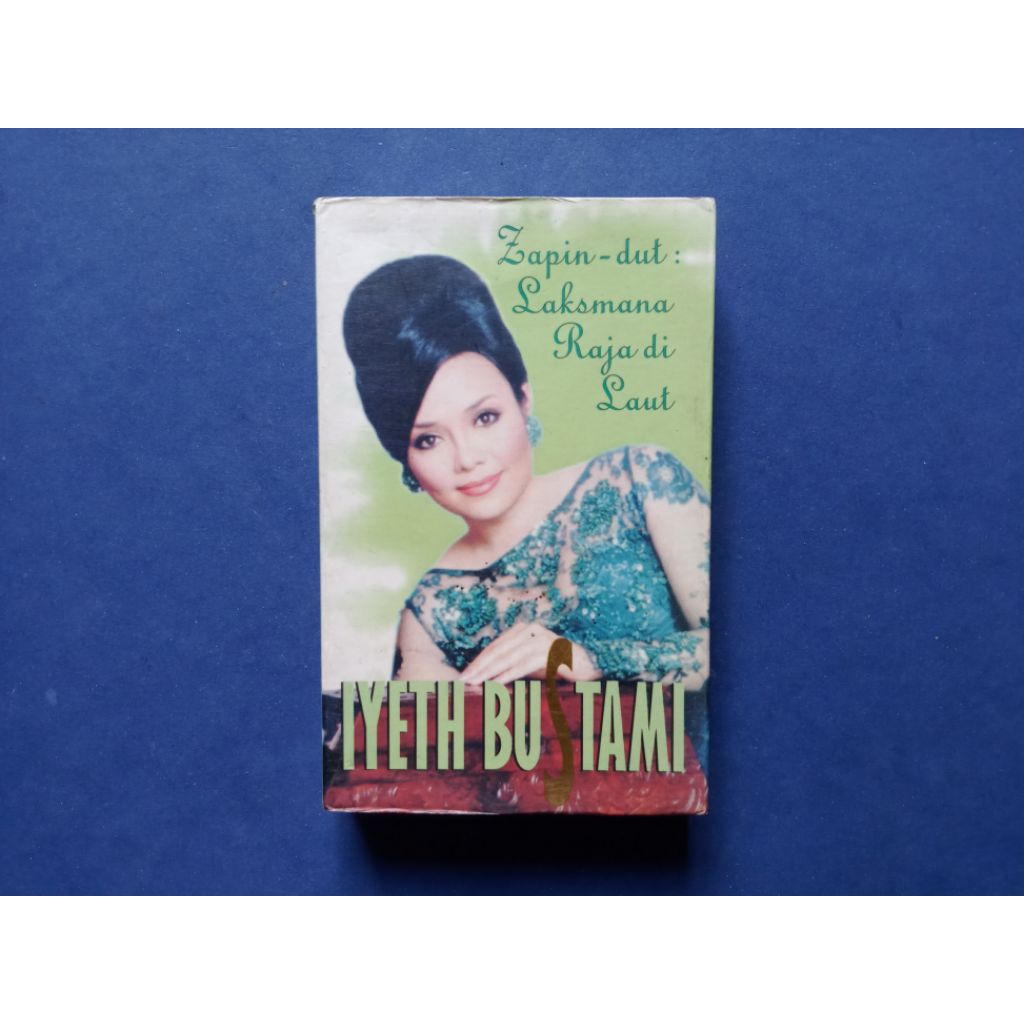 Zapin-dut:
Laksmana
Raja di
Laut
IYETH BUSTAMI